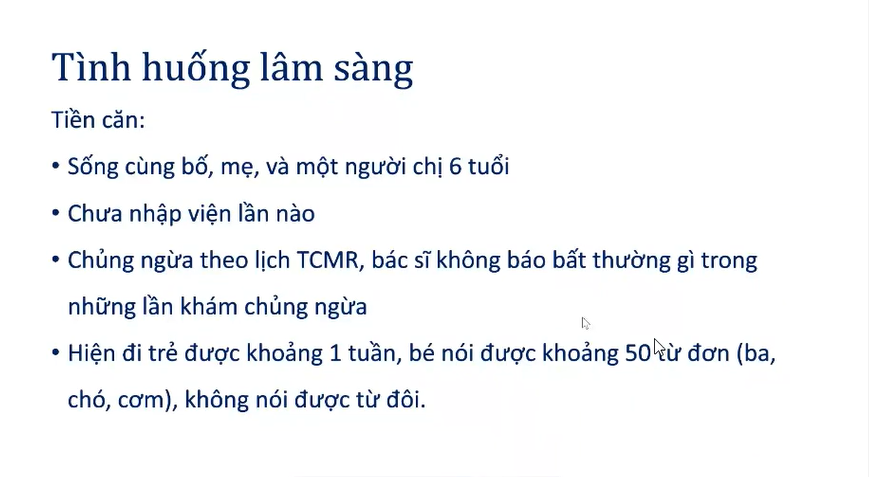 Tình huống lâm sàng
Tiền căn:
• Sống cùng bố, mẹ, và một người chị 6 tuổi
• Chưa nhập viện lần nào
• Chủng ngừa theo lịch TCMR, bác sĩ không báo bất thường gì trong
những lần khám chủng ngừa
• Hiện đi trẻ được khoảng 1 tuần, bé nói được khoảng 50 từ đơn (ba,
chó, cơm), không nói được từ đôi.